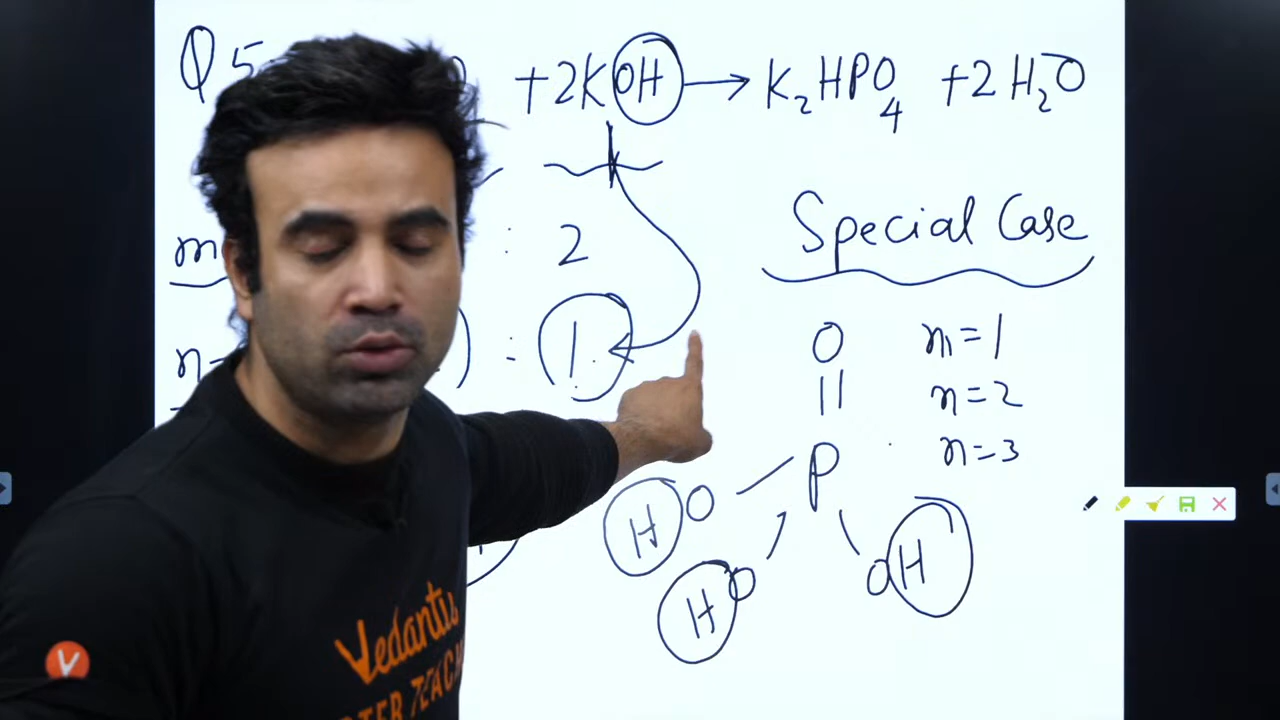 Q5 +2KOH → K₂HPO₄ +2H₂O
m : 2
Special Case
n= ) : 1
O n=1
|| n=2
P n=3
HO
HO OH
Vedantu
V